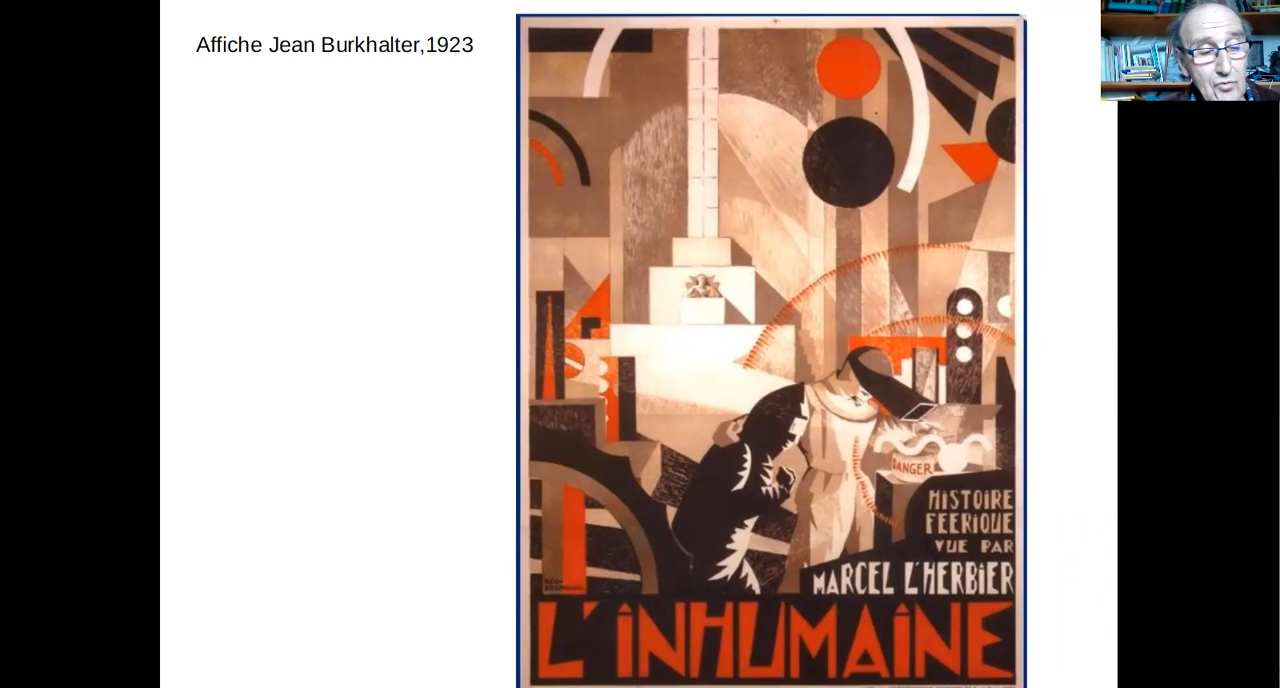 Affiche Jean Burkhalter,1923
DANGER
HISTOIRE
FEERIQUE
VUE PAR
MARCEL L'HERBIER
L'INHUMAINE